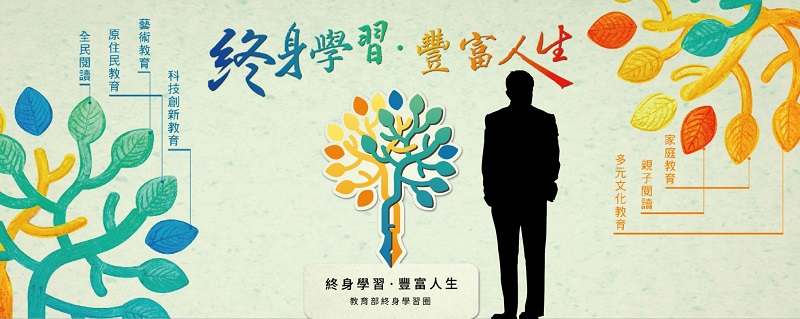 終身學習·豐富人生
藝術教育
原住民教育
全民閱讀
科技創新教育
家庭教育
親子閱讀
多元文化教育
終身學習·豐富人生
教育部終身學習圈